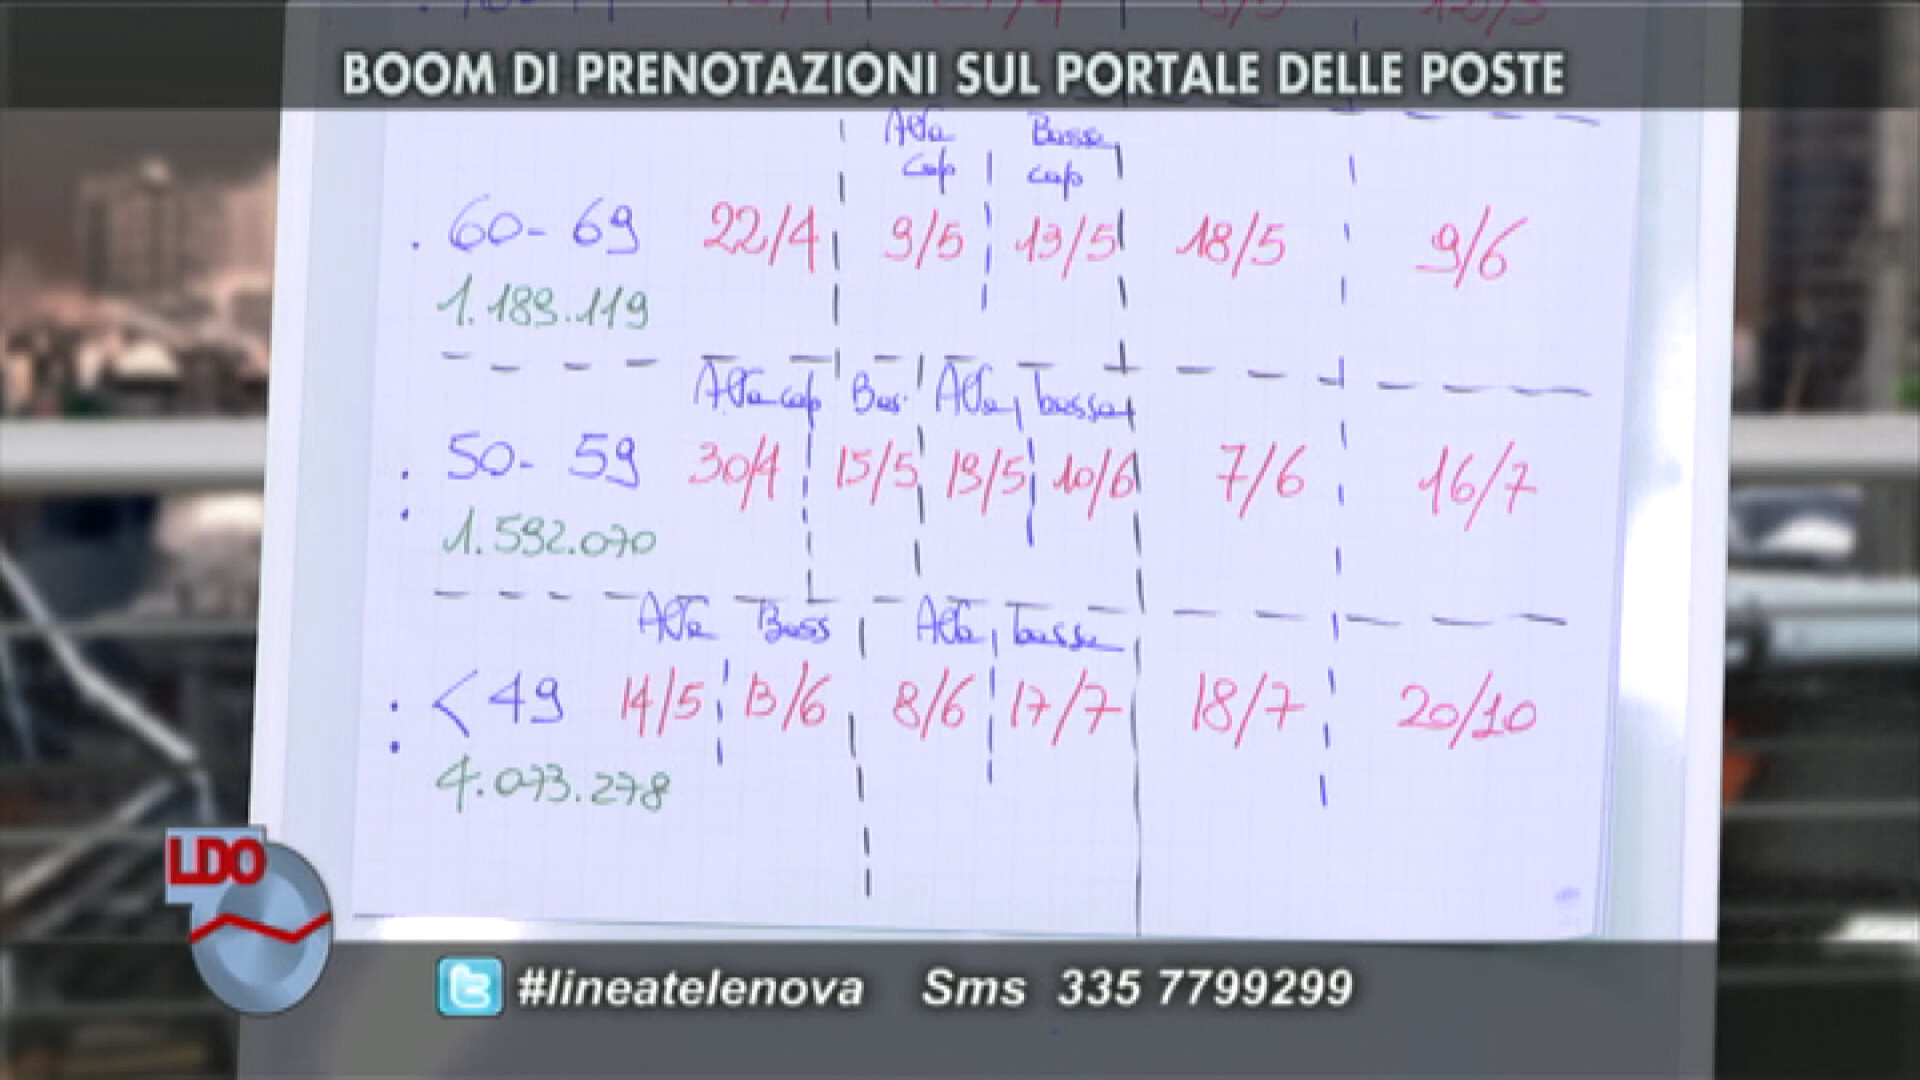 BOOM DI PRENOTAZIONI SUL PORTALE DELLE POSTE
Alta cap Bassa cap
60-69 22/4 9/5 13/5 18/5 9/6
1.189.119
Alta cap Bas. Alta bassa
50-59 30/4 15/5 19/5 10/6 7/6 16/7
1.592.070
Alta Bass Alta bassa
<49 14/5 13/6 8/6 17/7 18/7 20/10
4.073.278
LDO
#lineatelenova Sms 335 7799299